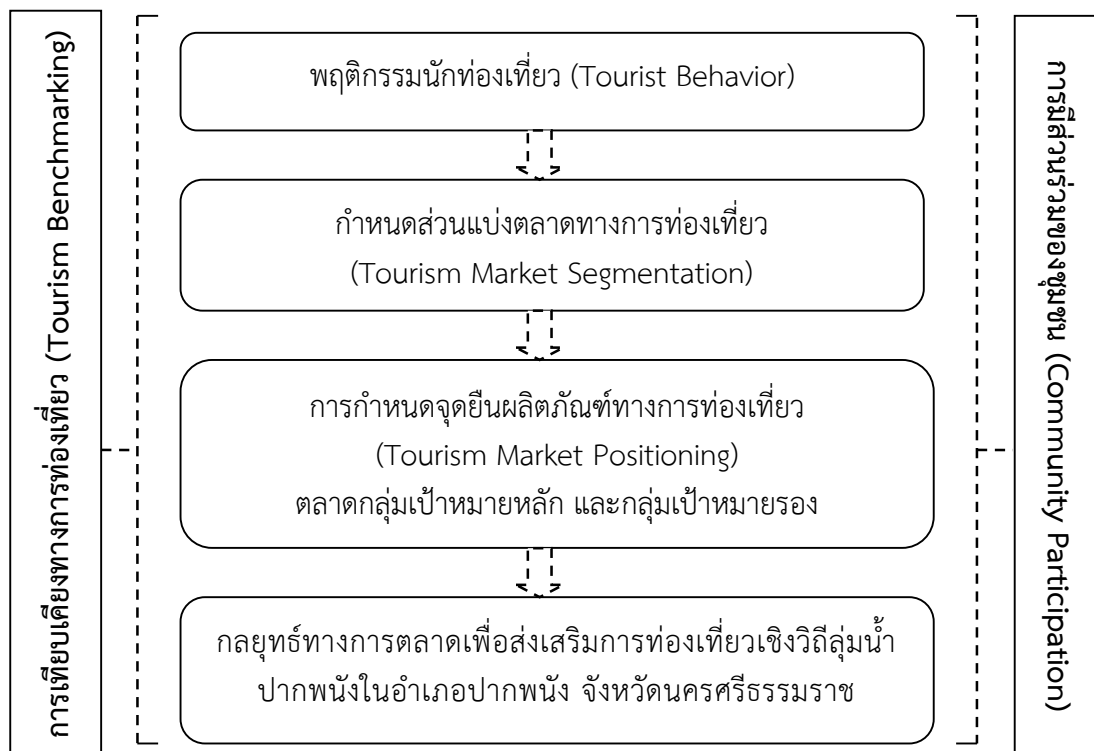 การเทียบเคียงทางการท่องเที่ยว (Tourism Benchmarking)
พฤติกรรมนักท่องเที่ยว (Tourist Behavior)
กำหนดส่วนแบ่งตลาดทางการท่องเที่ยว
(Tourism Market Segmentation)
การกำหนดจุดยืนผลิตภัณฑ์ทางการท่องเที่ยว
(Tourism Market Positioning)
ตลาดกลุ่มเป้าหมายหลัก และกลุ่มเป้าหมายรอง
กลยุทธ์ทางการตลาดเพื่อส่งเสริมการท่องเที่ยวเชิงวิถีลุ่มน้ำ
ปากพนังในอำเภอปากพนัง จังหวัดนครศรีธรรมราช
การมีส่วนร่วมของชุมชน (Community Participation)